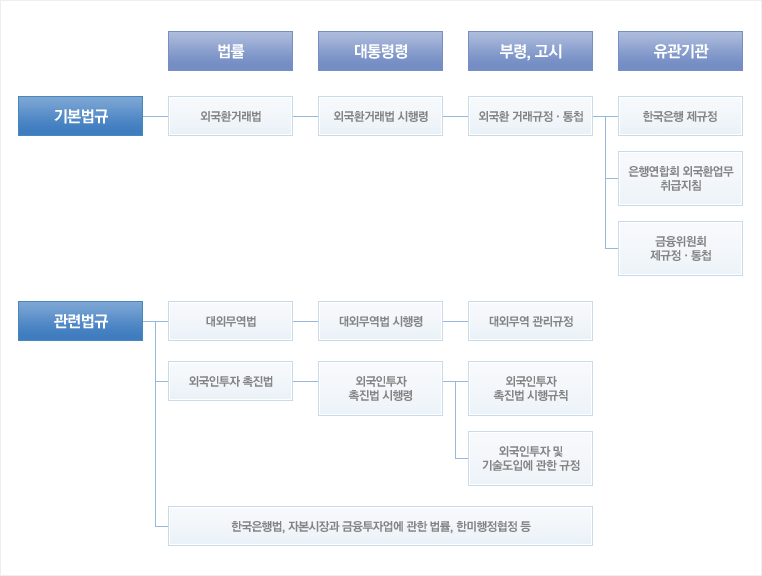 법률
대통령령
부령, 고시
유관기관
기본법규
외국환거래법
외국환거래법 시행령
외국환 거래규정 · 통첩
한국은행 제규정
은행연합회 외국환업무
취급지침
금융위원회
제규정 · 통첩
관련법규
대외무역법
대외무역법 시행령
대외무역 관리규정
외국인투자 촉진법
외국인투자
촉진법 시행령
외국인투자
촉진법 시행규칙
외국인투자 및
기술도입에 관한 규정
한국은행법, 자본시장과 금융투자업에 관한 법률, 한미행정협정 등